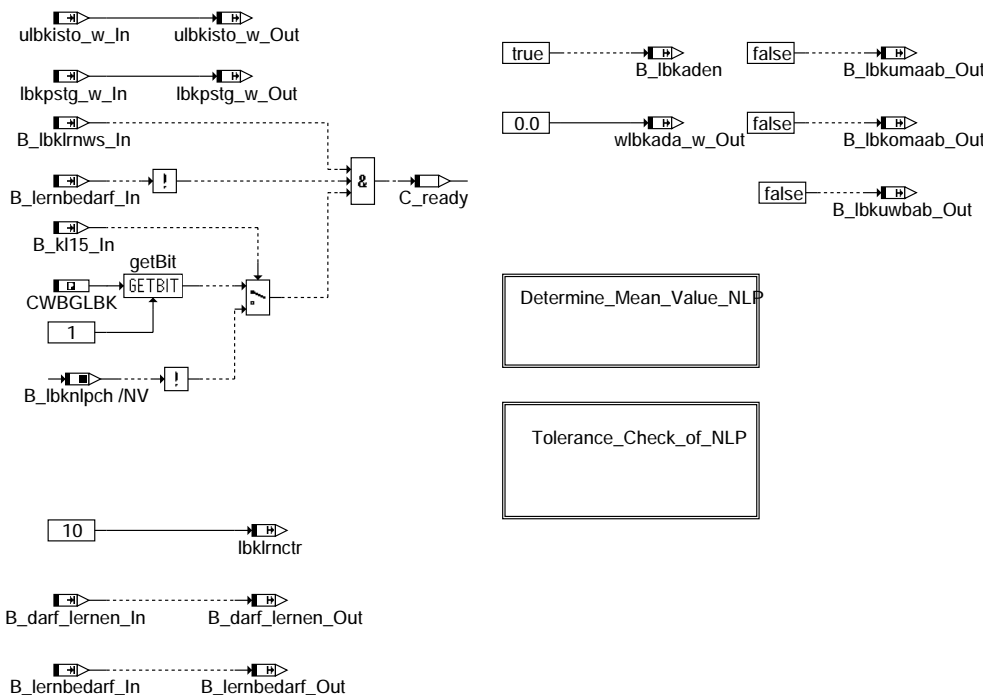 ulbkisto_w_In
ulbkisto_w_Out
lbkpstg_w_In
lbkpstg_w_Out
B_lbklrnws_In
B_lernbedarf_In
!
&
C_ready
B_kl15_In
getBit
GETBIT
CWBGLBK
1
B_lbknlpch /NV
!
10
lbklrnctr
B_darf_lernen_In
B_darf_lernen_Out
B_lernbedarf_In
B_lernbedarf_Out
true
B_lbkaden
false
B_lbkumaab_Out
0.0
wlbkada_w_Out
false
B_lbkomaab_Out
false
B_lbkuwbab_Out
Determine_Mean_Value_NLP
Tolerance_Check_of_NLP